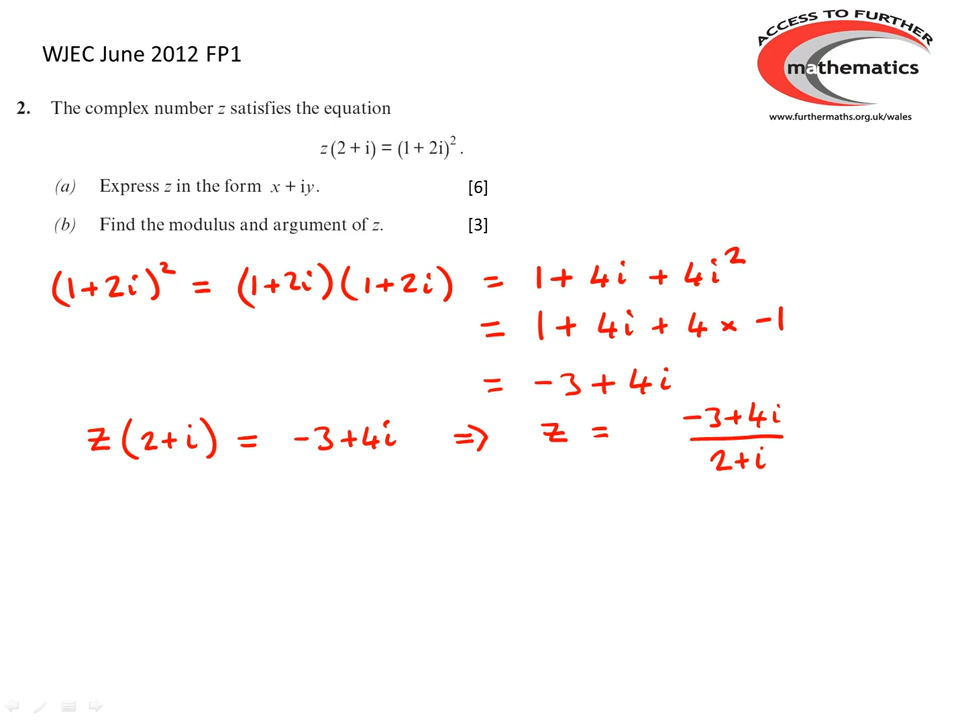 WJEC June 2012 FP1
ACCESS TO FURTHER
mathematics
www.furthermaths.org.uk/wales
2. The complex number z satisfies the equation
z(2 + i) = (1 + 2i)².
(a) Express z in the form x + iy. [6]
(b) Find the modulus and argument of z. [3]
(1+2i)² = (1+2i)(1+2i) = 1 + 4i + 4i²
= 1 + 4i + 4 × -1
= -3 + 4i
z(2+i) = -3+4i ⇒ z = -3+4i / 2+i